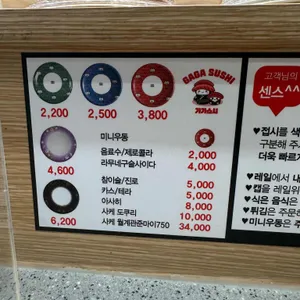 GAGA SUSHI
가가스시
2,200
2,500
3,800
4,600
6,200
미니우동 2,000
음료수/제로콜라
라무네구슬사이다 4,000
참이슬/진로 5,000
카스/테라 5,000
아사히 8,000
사케 도쿠리 10,000
사케 월계관준마이750 34,000
고객님의
센스^^
♥접시를
구분해 주
더욱 빠르
♥레일에서 내
♥캡을 레일위
♥식은 음식은
♥튀김은 주문
♥미니우동은 주